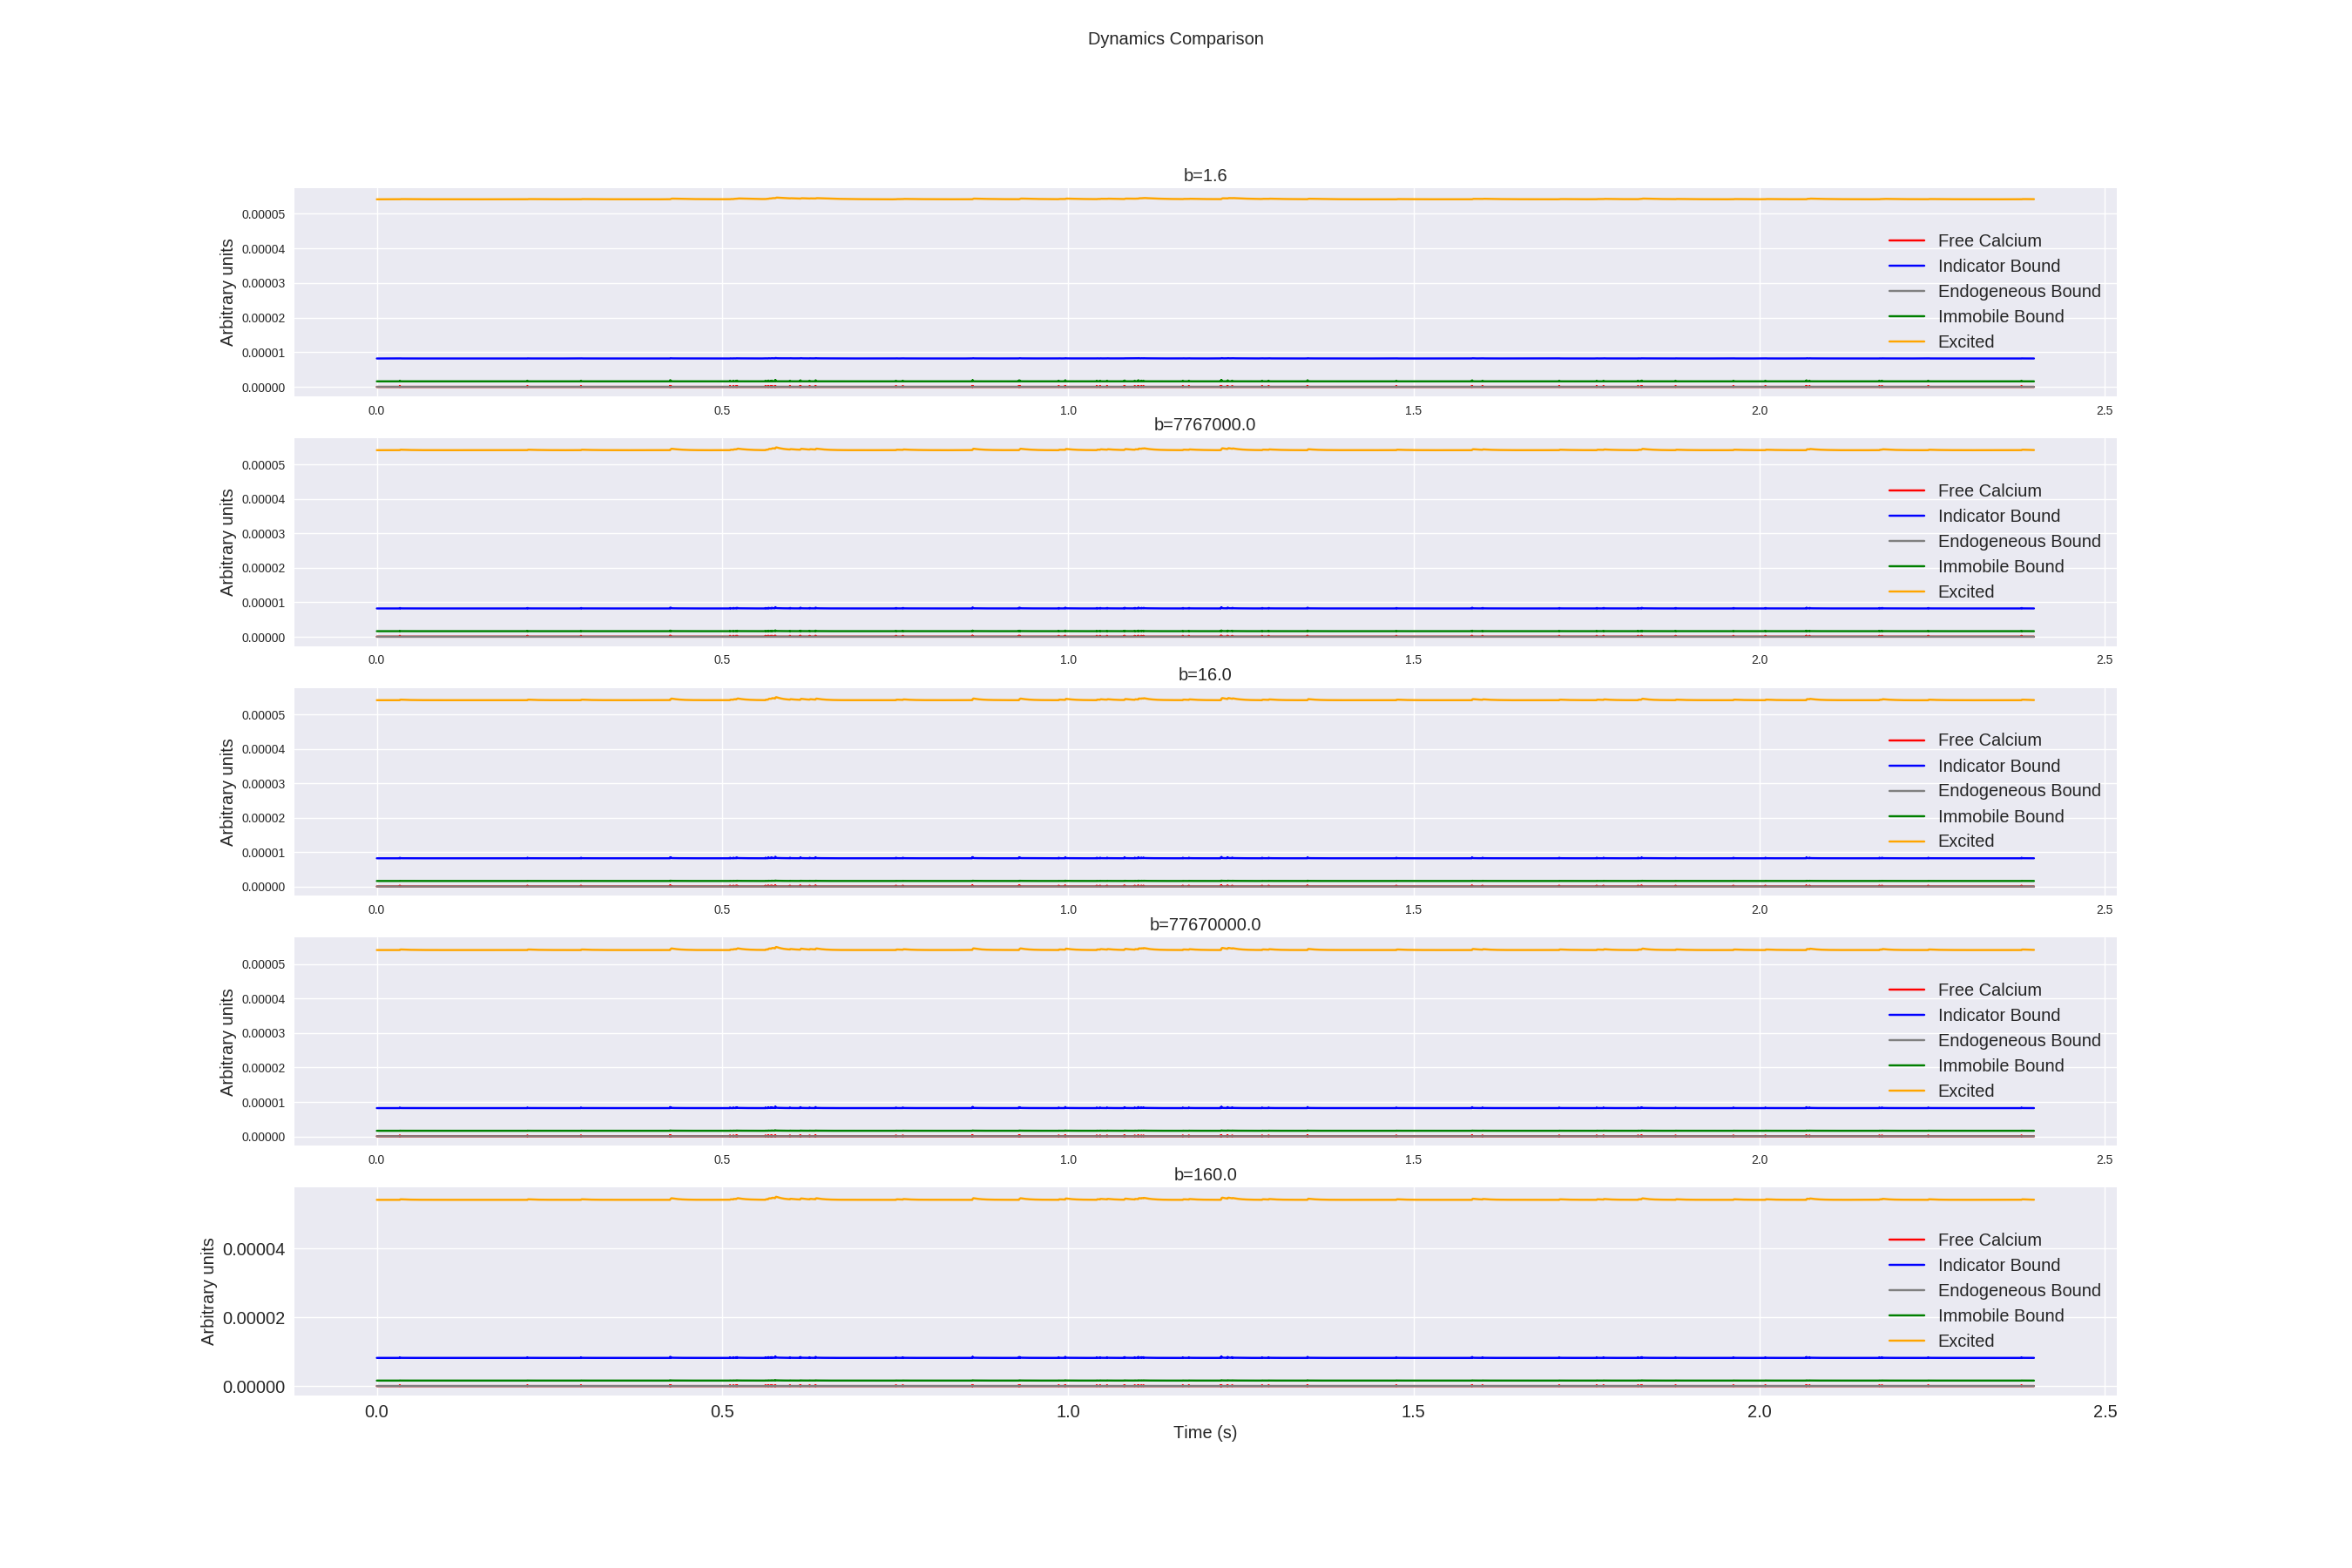 Dynamics Comparison
b=1.6
Arbitrary units
0.00005
0.00004
0.00003
0.00002
0.00001
0.00000
Free Calcium
Indicator Bound
Endogeneous Bound
Immobile Bound
Excited
0.0 0.5 1.0 1.5 2.0 2.5
b=7767000.0
Arbitrary units
0.00005
0.00004
0.00003
0.00002
0.00001
0.00000
Free Calcium
Indicator Bound
Endogeneous Bound
Immobile Bound
Excited
0.0 0.5 1.0 1.5 2.0 2.5
b=16.0
Arbitrary units
0.00005
0.00004
0.00003
0.00002
0.00001
0.00000
Free Calcium
Indicator Bound
Endogeneous Bound
Immobile Bound
Excited
0.0 0.5 1.0 1.5 2.0 2.5
b=77670000.0
Arbitrary units
0.00005
0.00004
0.00003
0.00002
0.00001
0.00000
Free Calcium
Indicator Bound
Endogeneous Bound
Immobile Bound
Excited
0.0 0.5 1.0 1.5 2.0 2.5
b=160.0
Arbitrary units
0.00004
0.00002
0.00000
Free Calcium
Indicator Bound
Endogeneous Bound
Immobile Bound
Excited
0.0 0.5 1.0 1.5 2.0 2.5
Time (s)